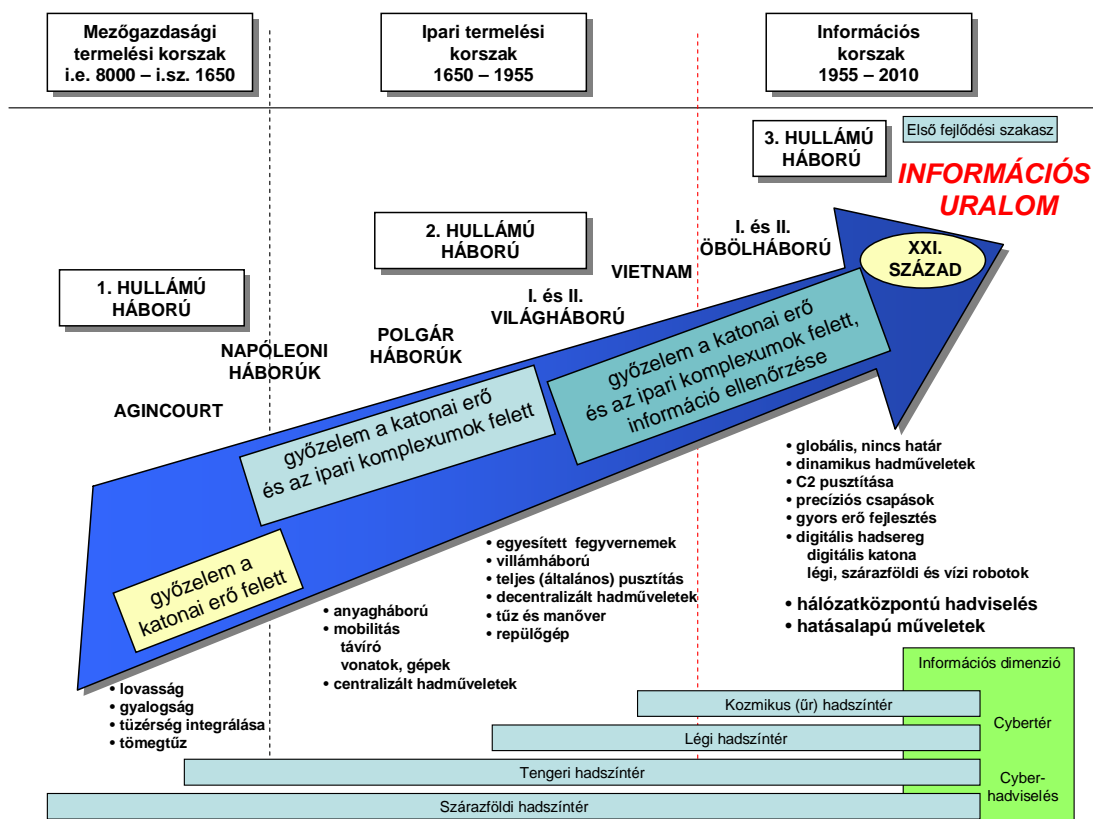 Mezőgazdasági
termelési korszak
i.e. 8000 – i.sz. 1650
Ipari termelési
korszak
1650 – 1955
Információs
korszak
1955 – 2010
Első fejlődési szakasz
3. HULLÁMÚ
HÁBORÚ
INFORMÁCIÓS
URALOM
2. HULLÁMÚ
HÁBORÚ
1. HULLÁMÚ
HÁBORÚ
AGINCOURT
NAPÓLEONI
HÁBORÚK
POLGÁR
HÁBORÚK
I. és II.
VILÁGHÁBORÚ
VIETNAM
I. és II.
ÖBÖLHÁBORÚ
XXI.
SZÁZAD
győzelem a
katonai erő felett
győzelem a katonai erő
és az ipari komplexumok felett
győzelem a katonai erő
és az ipari komplexumok felett,
információ ellenőrzése
• lovasság
• gyalogság
• tüzérség integrálása
• tömegtűz
• anyagháború
• mobilitás
távíró
vonatok, gépek
• centralizált hadműveletek
• egyesített fegyvernemek
• villámháború
• teljes (általános) pusztítás
• decentralizált hadműveletek
• tűz és manőver
• repülőgép
• globális, nincs határ
• dinamikus hadműveletek
• C2 pusztítása
• precíziós csapások
• gyors erő fejlesztés
• digitális hadsereg
digitális katona
légi, szárazföldi és vízi robotok
• hálózatközpontú hadviselés
• hatásalapú műveletek
Információs dimenzió
Kozmikus (űr) hadszíntér
Cybertér
Légi hadszíntér
Tengeri hadszíntér
Cyber-
hadviselés
Szárazföldi hadszíntér